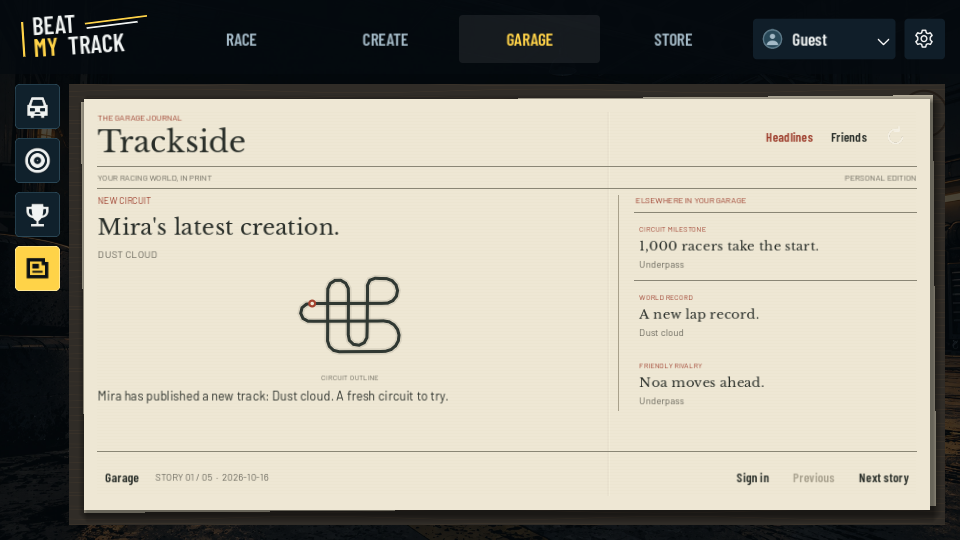 BEAT
MY TRACK
RACE
CREATE
GARAGE
STORE
Guest
THE GARAGE JOURNAL
Trackside
Headlines
Friends
YOUR RACING WORLD, IN PRINT
PERSONAL EDITION
NEW CIRCUIT
Mira's latest creation.
DUST CLOUD
CIRCUIT OUTLINE
Mira has published a new track: Dust cloud. A fresh circuit to try.
ELSEWHERE IN YOUR GARAGE
CIRCUIT MILESTONE
1,000 racers take the start.
Underpass
WORLD RECORD
A new lap record.
Dust cloud
FRIENDLY RIVALRY
Noa moves ahead.
Underpass
Garage
STORY 01 / 05 · 2026-10-16
Sign in
Previous
Next story